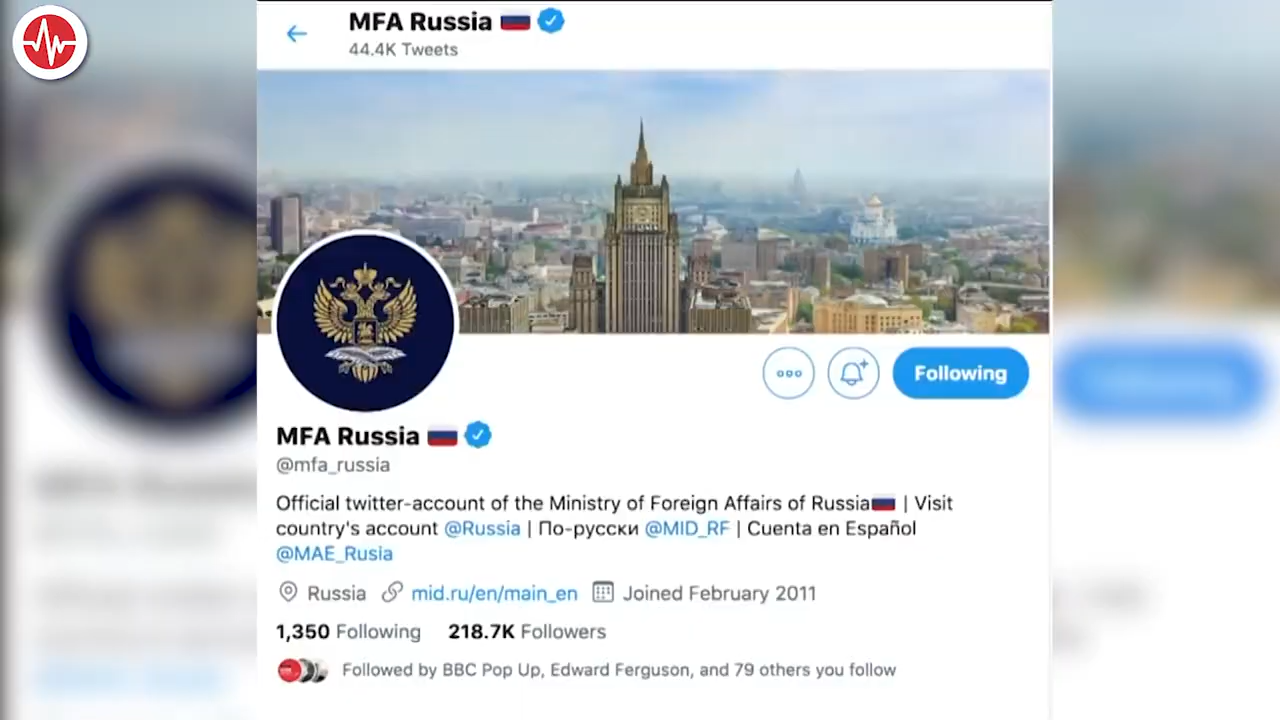 MFA Russia
44.4K Tweets
Following
MFA Russia
@mfa_russia
Official twitter-account of the Ministry of Foreign Affairs of Russia | Visit
country's account @Russia | По-русски @MID_RF | Cuenta en Español
@MAE_Rusia
Russia mid.ru/en/main_en Joined February 2011
1,350 Following 218.7K Followers
Followed by BBC Pop Up, Edward Ferguson, and 79 others you follow